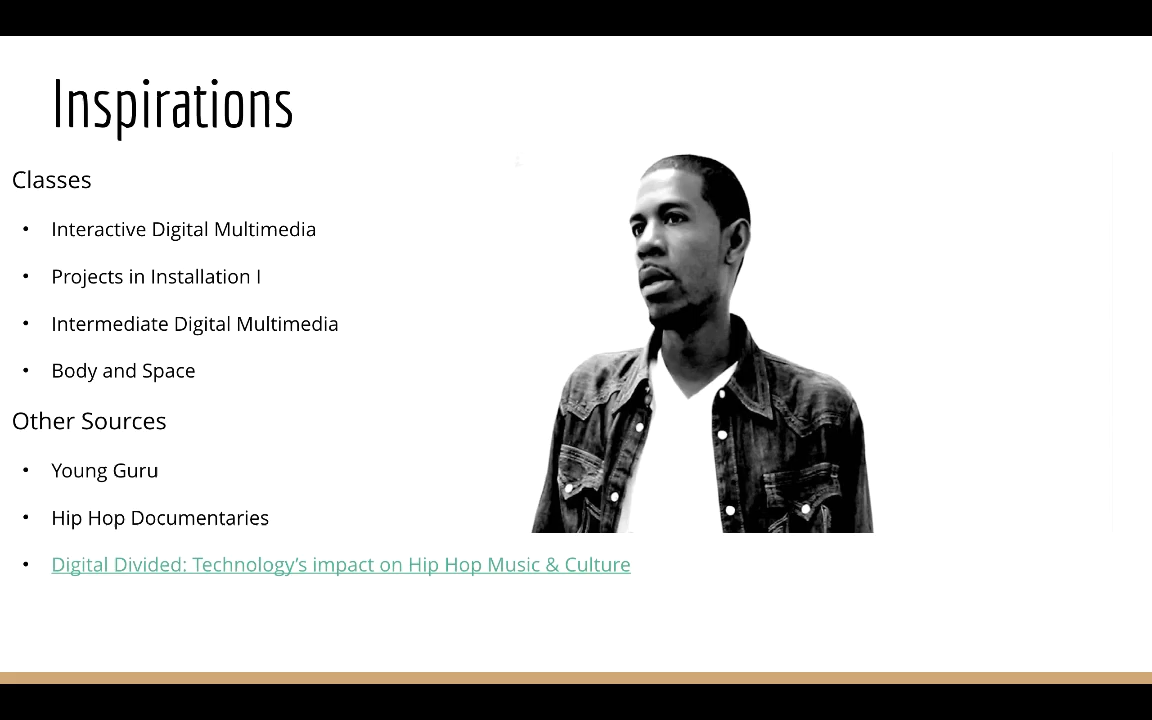 Inspirations
Classes
• Interactive Digital Multimedia
• Projects in Installation I
• Intermediate Digital Multimedia
• Body and Space
Other Sources
• Young Guru
• Hip Hop Documentaries
• Digital Divided: Technology’s impact on Hip Hop Music & Culture